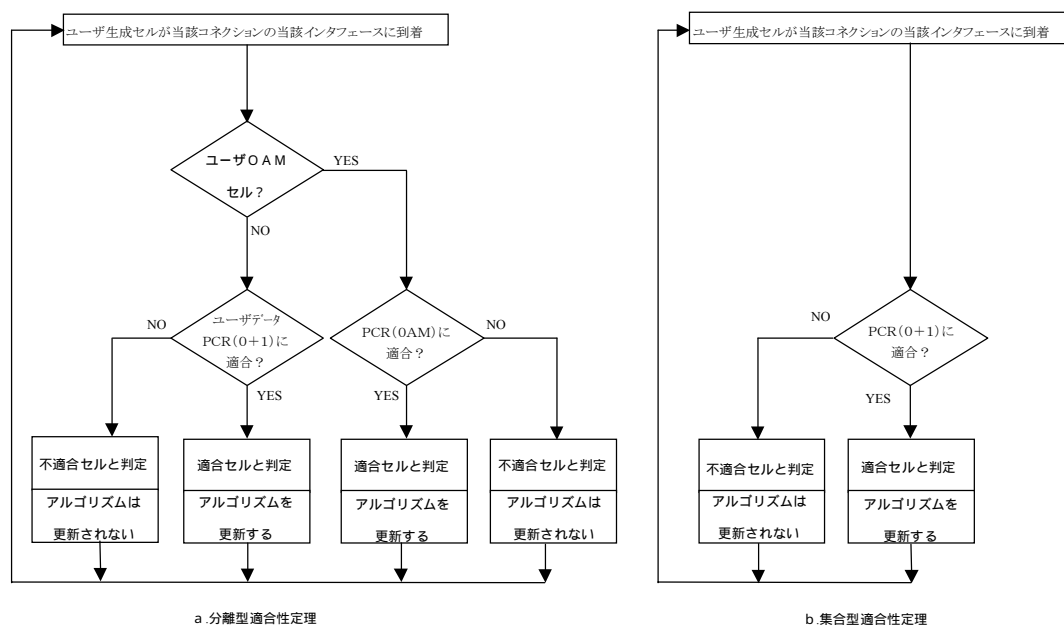 ユーザ生成セルが当該コネクションの当該インタフェースに到着
ユーザOAM
セル？
YES
NO
ユーザデータ
PCR(0+1)に
適合？
NO
YES
PCR(0AM)に
適合？
NO
YES
不適合セルと判定
アルゴリズムは
更新されない
適合セルと判定
アルゴリズムを
更新する
適合セルと判定
アルゴリズムを
更新する
不適合セルと判定
アルゴリズムは
更新されない
a.分離型適合性定理
ユーザ生成セルが当該コネクションの当該インタフェースに到着
PCR(0+1)に
適合？
NO
YES
不適合セルと判定
アルゴリズムは
更新されない
適合セルと判定
アルゴリズムを
更新する
b.集合型適合性定理